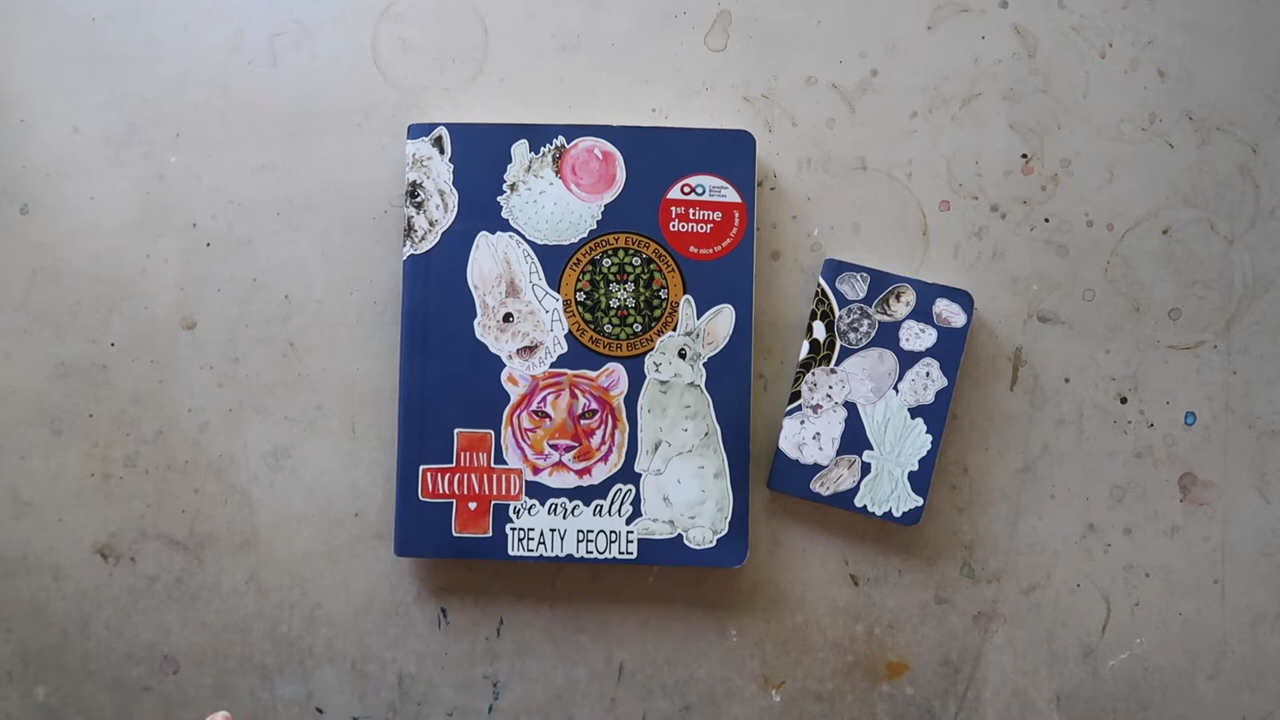 Canadian
Blood
Services
1st time
donor
Be nice to me, I'm new!
I'M HARDLY EVER RIGHT
BUT I'VE NEVER BEEN WRONG
AAAAAAAAA
TEAM
VACCINATED
we are all
TREATY PEOPLE